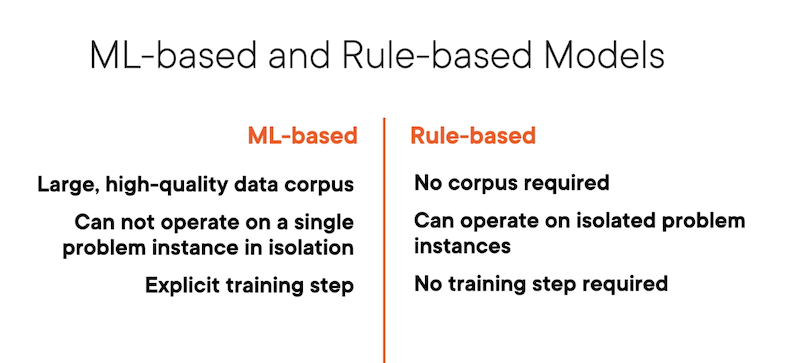 ML-based and Rule-based Models
ML-based
Large, high-quality data corpus
Can not operate on a single
problem instance in isolation
Explicit training step
Rule-based
No corpus required
Can operate on isolated problem
instances
No training step required